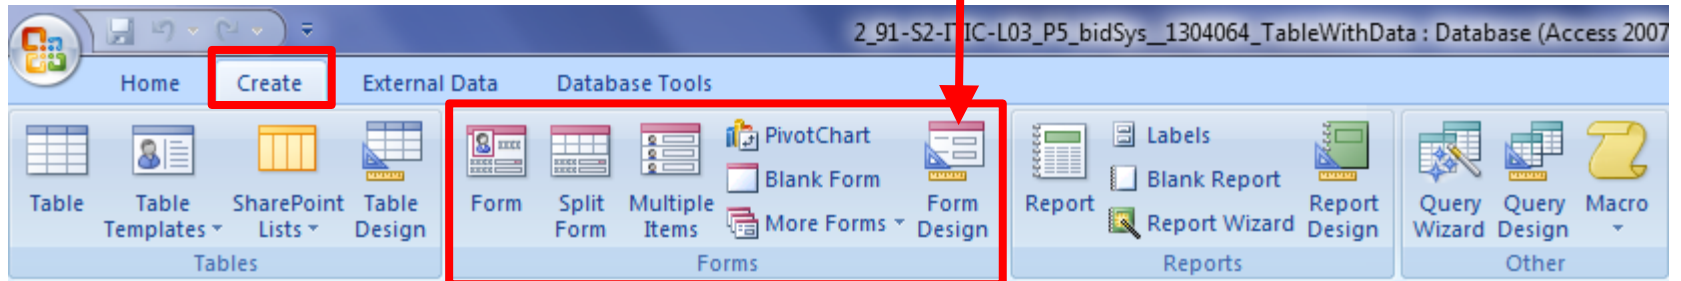 2_91-S2-ITIC-L03_P5_bidSys__1304064_TableWithData : Database (Access 2007
Home Create External Data Database Tools
Table
Table Templates
SharePoint Lists
Table Design
Tables
Form
Split Form
Multiple Items
PivotChart
Blank Form
More Forms
Form Design
Forms
Report
Labels
Blank Report
Report Wizard
Report Design
Reports
Query Wizard
Query Design
Macro
Other